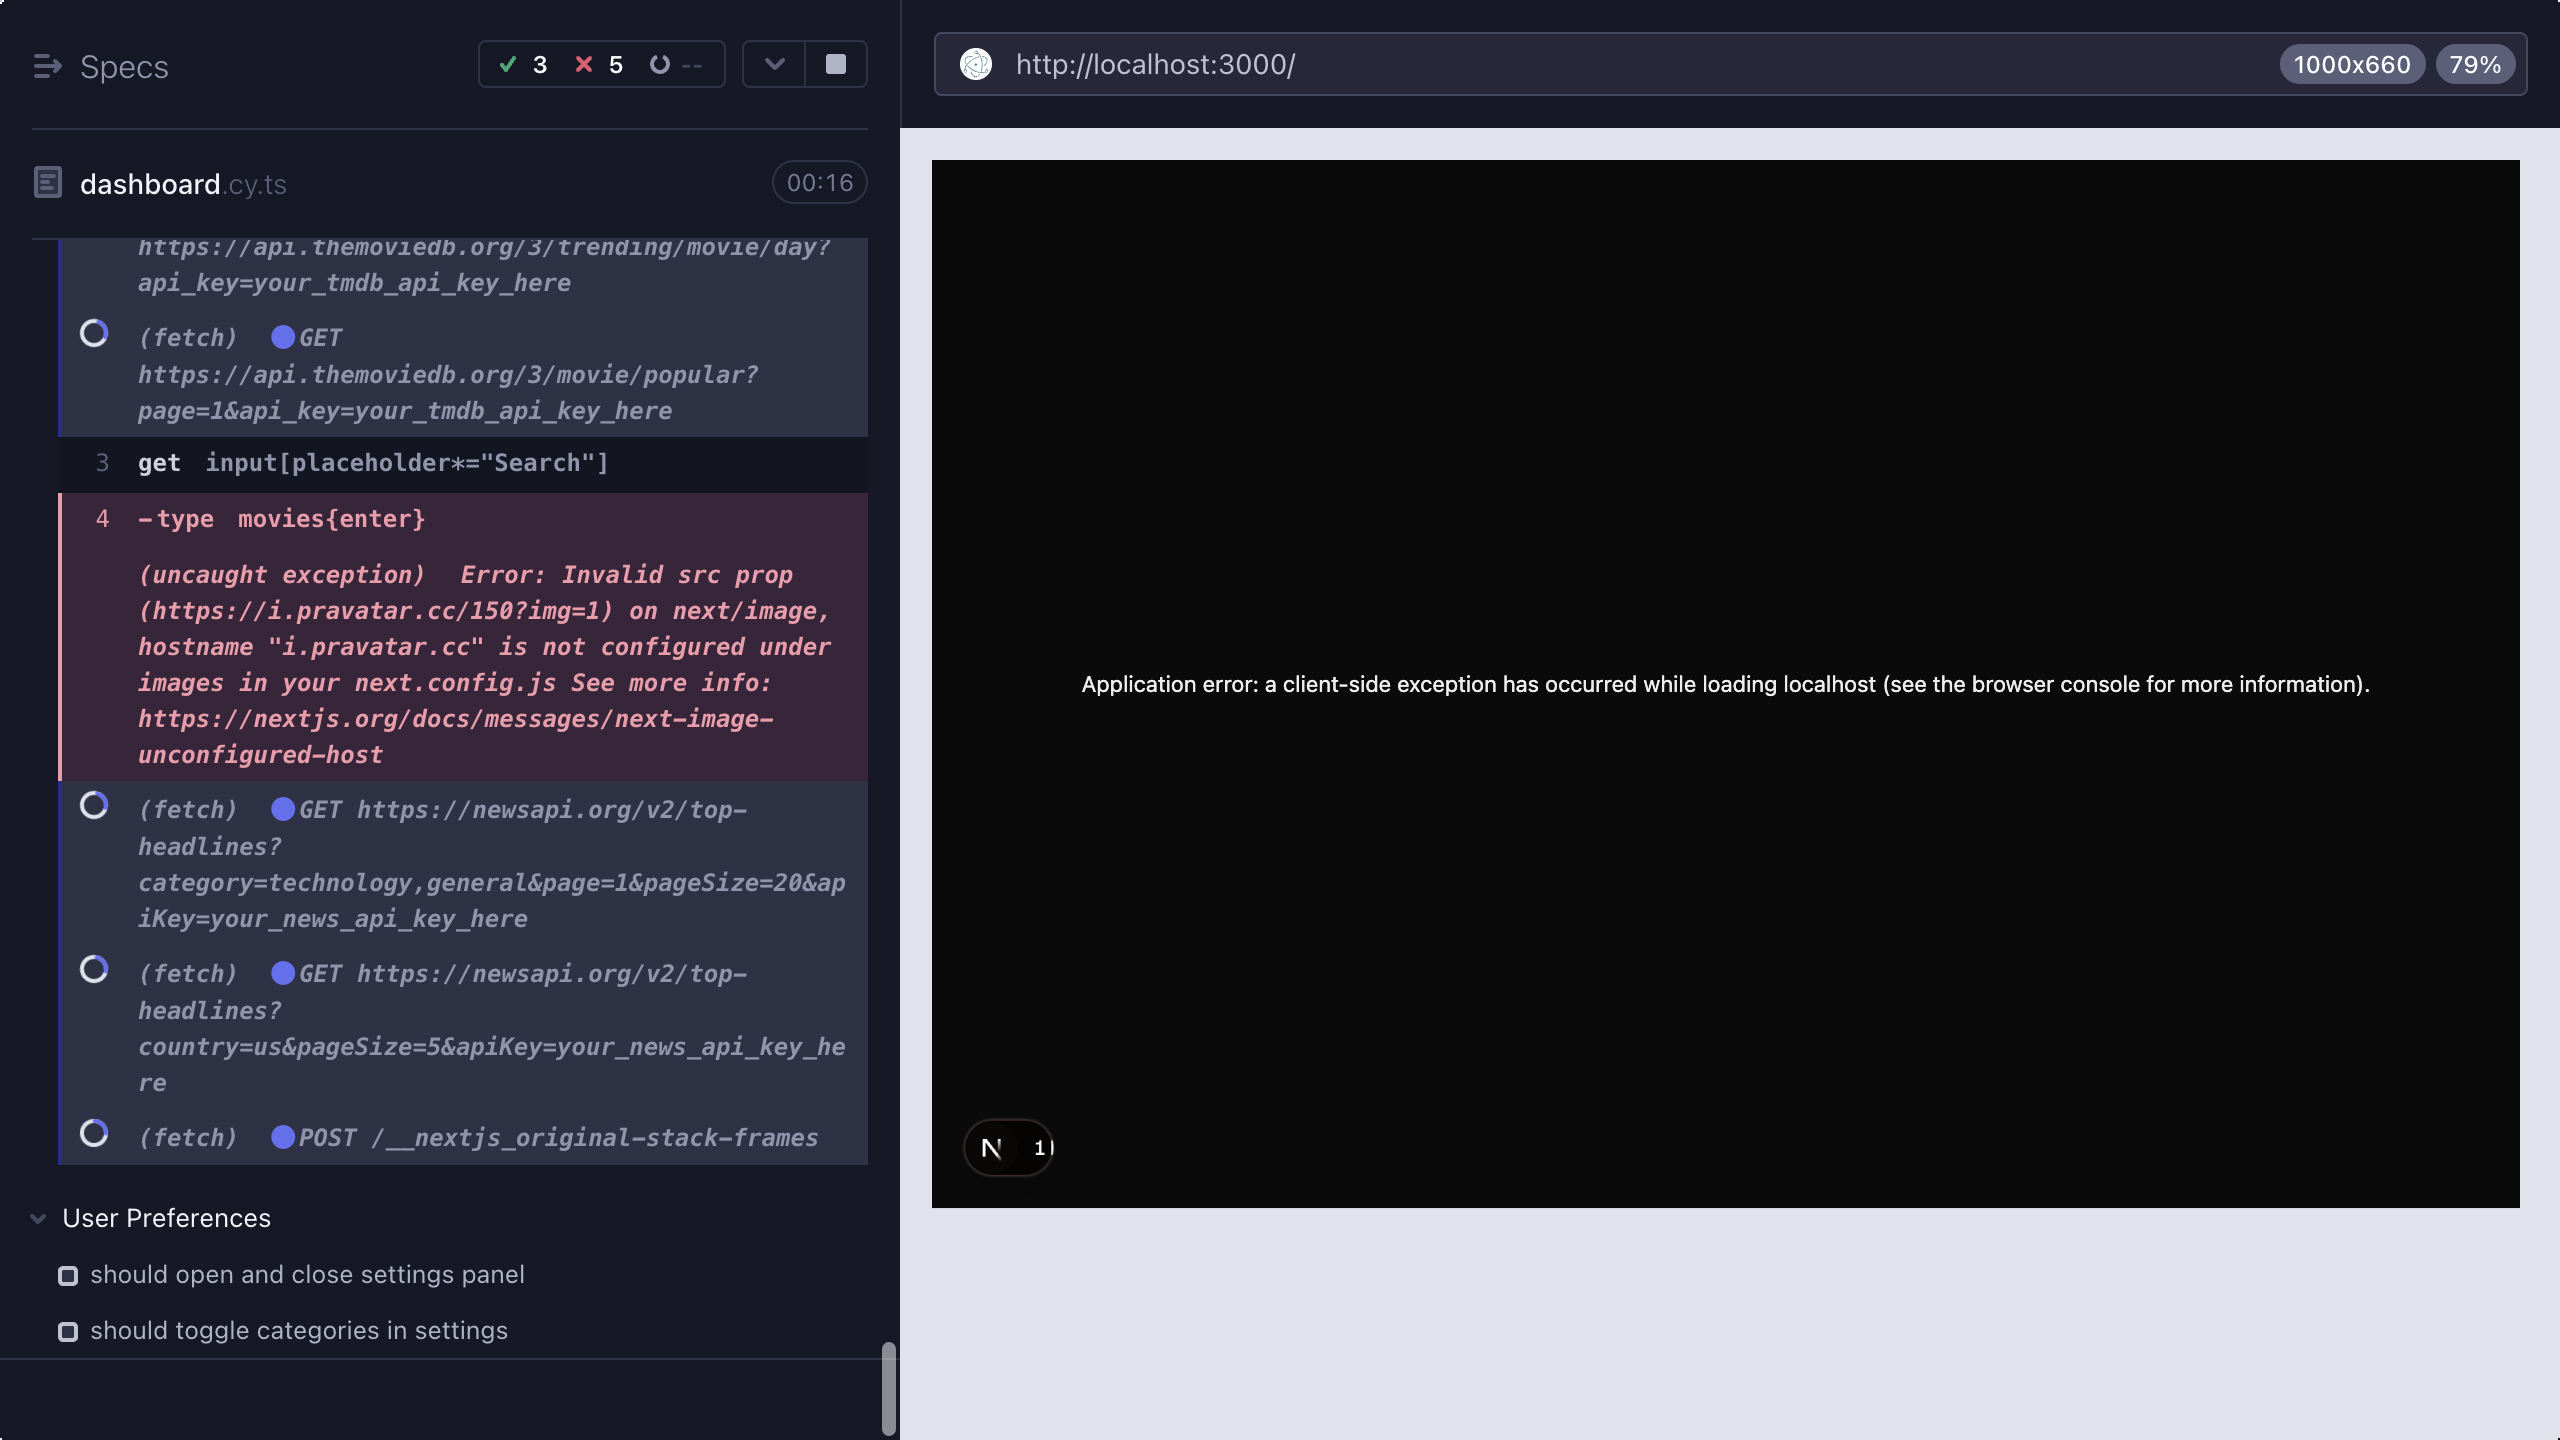 Specs
3 5 --
dashboard.cy.ts
00:16
https://api.themoviedb.org/3/trending/movie/day?
api_key=your_tmdb_api_key_here
(fetch) GET
https://api.themoviedb.org/3/movie/popular?
page=1&api_key=your_tmdb_api_key_here
3 get input[placeholder*="Search"]
4 -type movies{enter}
(uncaught exception) Error: Invalid src prop
(https://i.pravatar.cc/150?img=1) on next/image,
hostname "i.pravatar.cc" is not configured under
images in your next.config.js See more info:
https://nextjs.org/docs/messages/next-image-
unconfigured-host
(fetch) GET https://newsapi.org/v2/top-
headlines?
category=technology,general&page=1&pageSize=20&ap
iKey=your_news_api_key_here
(fetch) GET https://newsapi.org/v2/top-
headlines?
country=us&pageSize=5&apiKey=your_news_api_key_he
re
(fetch) POST /__nextjs_original-stack-frames
User Preferences
should open and close settings panel
should toggle categories in settings
http://localhost:3000/
1000x660
79%
Application error: a client-side exception has occurred while loading localhost (see the browser console for more information).
N 1